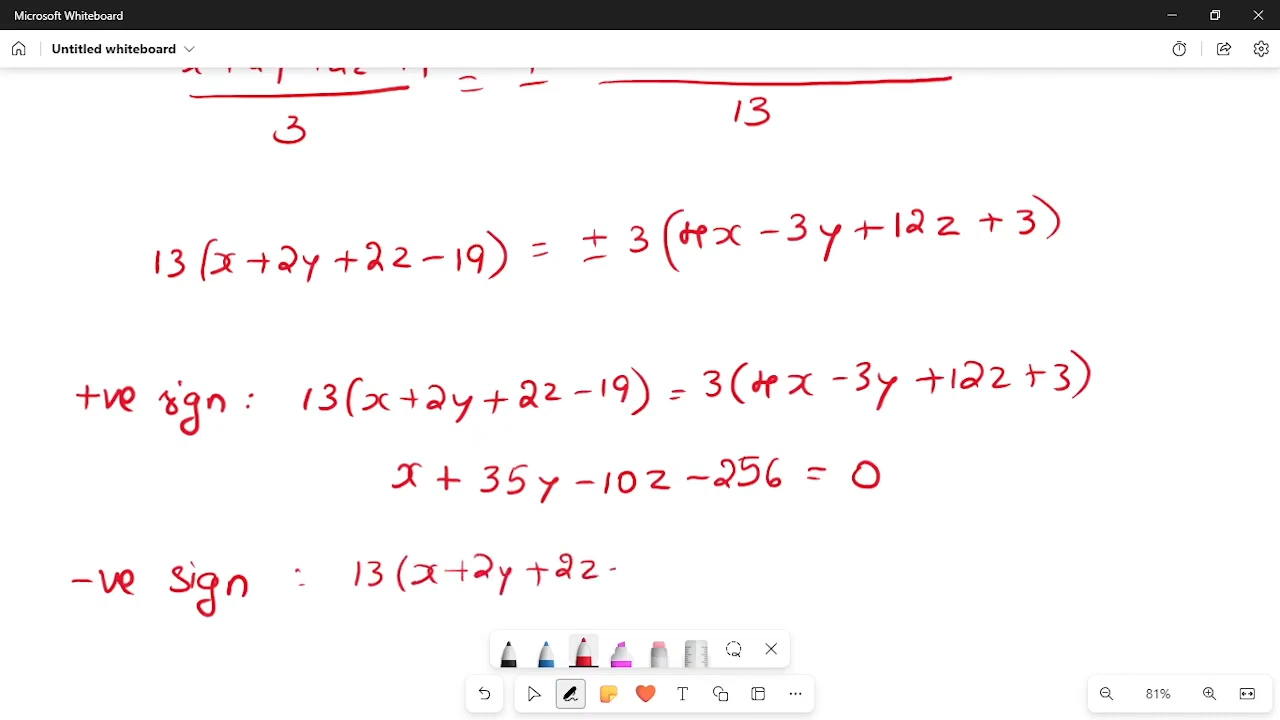 Microsoft Whiteboard
Untitled whiteboard
= ±
3
13
13(x+2y+2z-19) = ± 3(4x-3y+12z+3)
+ve sign: 13(x+2y+2z-19) = 3(4x-3y+12z+3)
x + 35y - 10z - 256 = 0
-ve sign : 13(x+2y+2z -
81%